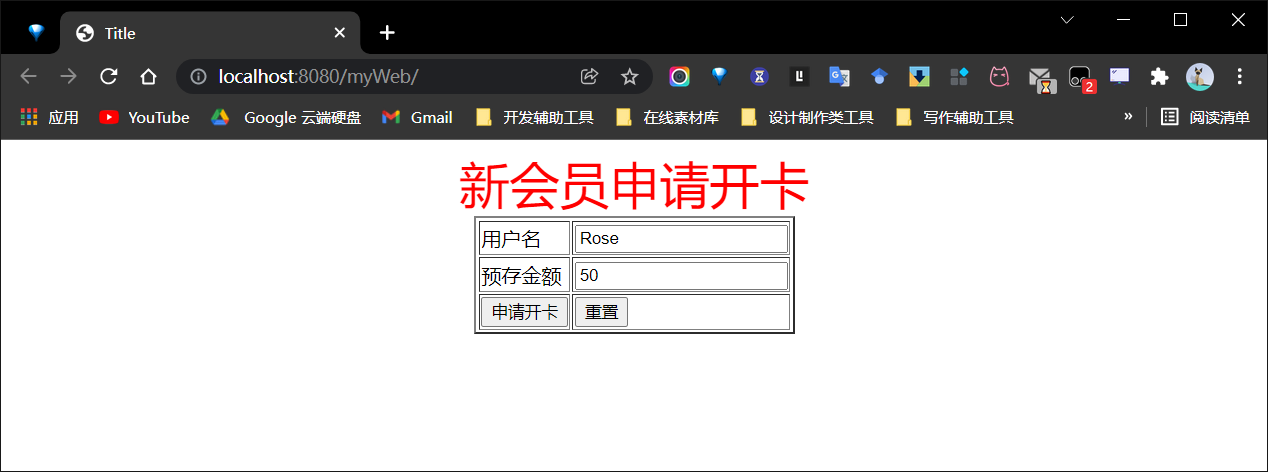 Title
localhost:8080/myWeb/
2
应用 YouTube Google 云端硬盘 Gmail 开发辅助工具 在线素材库 设计制作类工具 写作辅助工具 » 阅读清单
新会员申请开卡
用户名 Rose
预存金额 50
申请开卡 重置